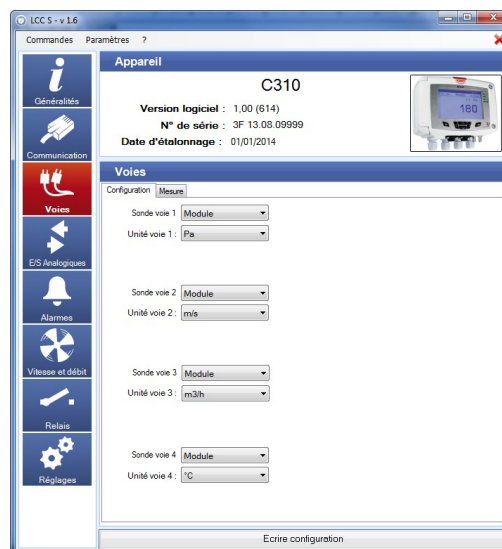 LCC S - v 1.6
Commandes Paramètres ?
Généralités
Communication
Voies
E/S Analogiques
Alarmes
Vitesse et débit
Relais
Réglages
Appareil
C310
Version logiciel : 1,00 (614)
N° de série : 3F 13.08.09999
Date d'étalonnage : 01/01/2014
180
Voies
Configuration Mesure
Sonde voie 1 Module
Unité voie 1 : Pa
Sonde voie 2 Module
Unité voie 2 : m/s
Sonde voie 3 Module
Unité voie 3 : m3/h
Sonde voie 4 Module
Unité voie 4 : °C
Ecrire configuration